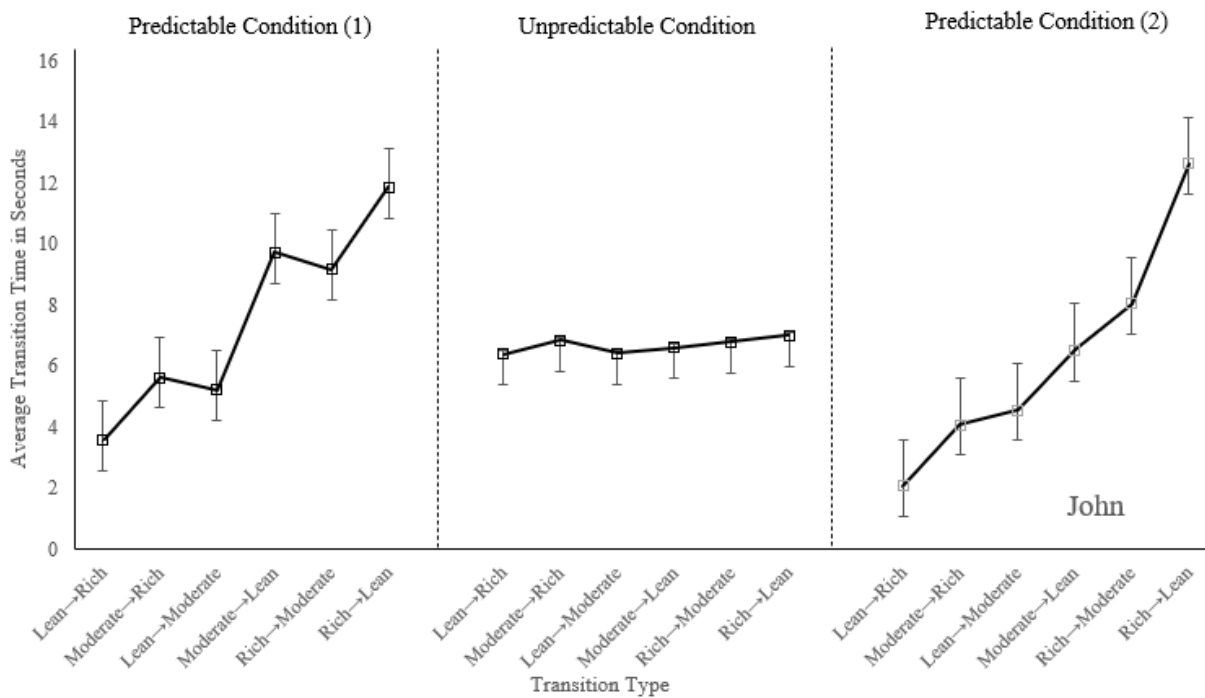 Predictable Condition (1)
Unpredictable Condition
Predictable Condition (2)
Average Transition Time in Seconds
16
14
12
10
8
6
4
2
0
John
Lean→Rich
Moderate→Rich
Lean→Moderate
Moderate→Lean
Rich→Moderate
Rich→Lean
Lean→Rich
Moderate→Rich
Lean→Moderate
Moderate→Lean
Rich→Moderate
Rich→Lean
Lean→Rich
Moderate→Rich
Lean→Moderate
Moderate→Lean
Rich→Moderate
Rich→Lean
Transition Type